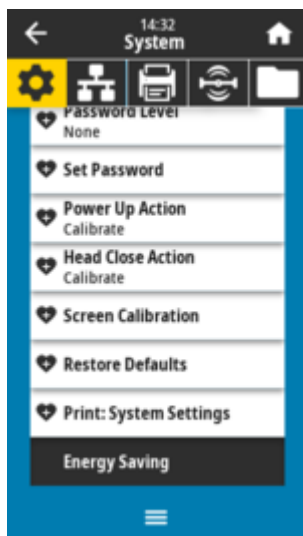 14:32
System
Password Level
None
Set Password
Power Up Action
Calibrate
Head Close Action
Calibrate
Screen Calibration
Restore Defaults
Print: System Settings
Energy Saving